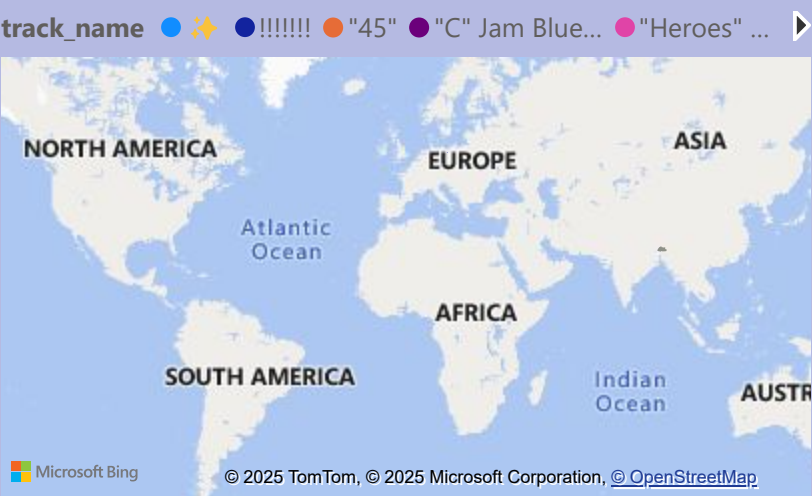 track_name ✨ !!!!!!! "45" "C" Jam Blue... "Heroes" ...
NORTH AMERICA
ASIA
EUROPE
Atlantic
Ocean
AFRICA
SOUTH AMERICA
Indian
Ocean
AUSTR
Microsoft Bing
© 2025 TomTom, © 2025 Microsoft Corporation, © OpenStreetMap